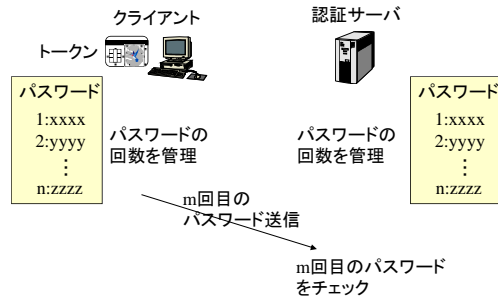 クライアント
認証サーバ
トークン
パスワード
1:xxxx
2:yyyy
⋮
n:zzzz
パスワードの
回数を管理
パスワードの
回数を管理
パスワード
1:xxxx
2:yyyy
⋮
n:zzzz
m回目の
パスワード送信
m回目のパスワード
をチェック